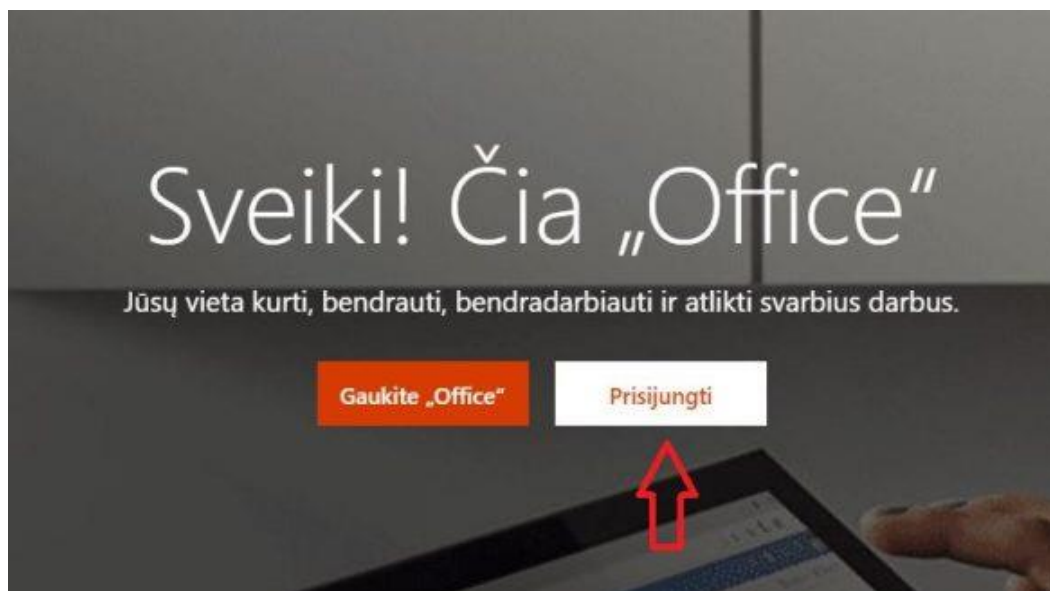 Sveiki! Čia „Office“
Jūsų vieta kurti, bendrauti, bendradarbiauti ir atlikti svarbius darbus.
Gaukite „Office“
Prisijungti